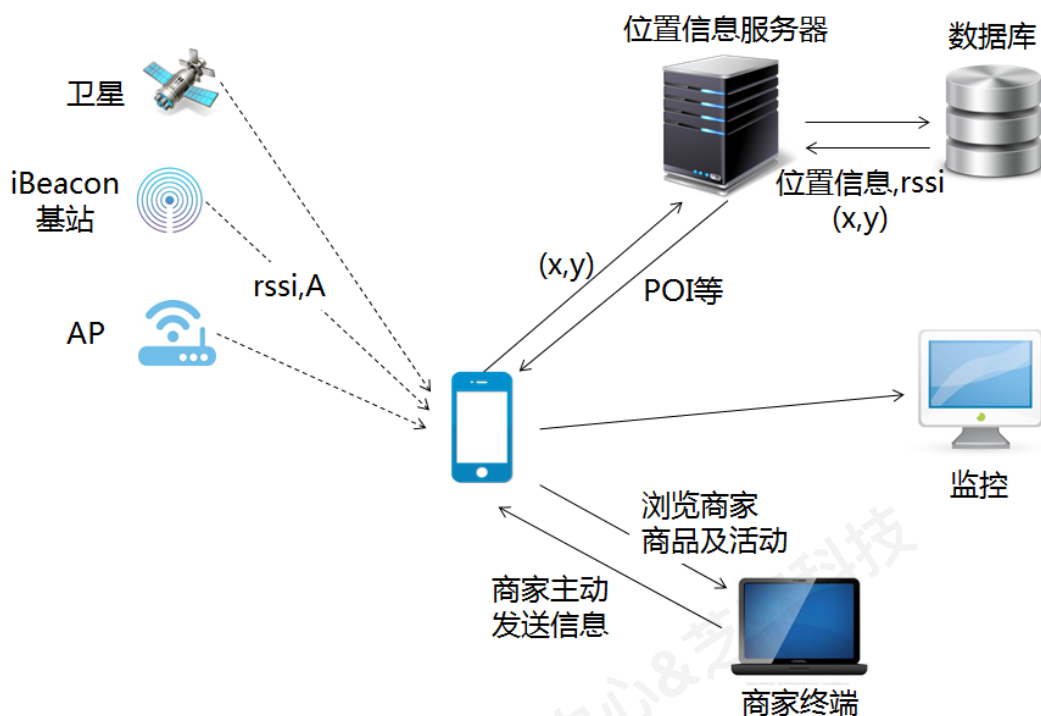 位置信息服务器
数据库
卫星
iBeacon
基站
位置信息,rssi
(x,y)
(x,y)
rssi,A
POI等
AP
监控
浏览商家
商品及活动
商家主动
发送信息
商家终端